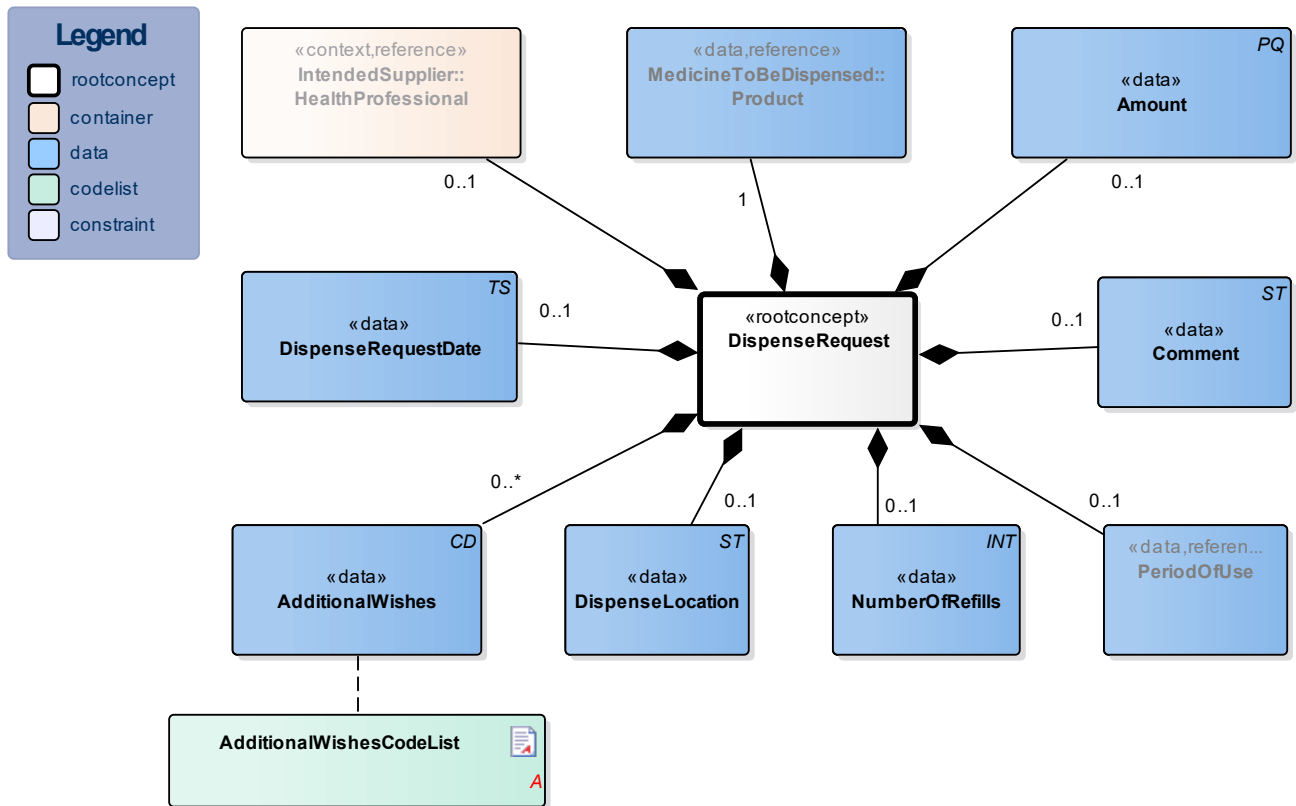 Legend
rootconcept
container
data
codelist
constraint
«context,reference»
IntendedSupplier::
HealthProfessional
«data,reference»
MedicineToBeDispensed::
Product
PQ
«data»
Amount
0..1
1
0..1
TS
«data»
DispenseRequestDate
0..1
«rootconcept»
DispenseRequest
0..1
ST
«data»
Comment
0..*
0..1
0..1
0..1
CD
«data»
AdditionalWishes
ST
«data»
DispenseLocation
INT
«data»
NumberOfRefills
«data,referen...
PeriodOfUse
AdditionalWishesCodeList
A